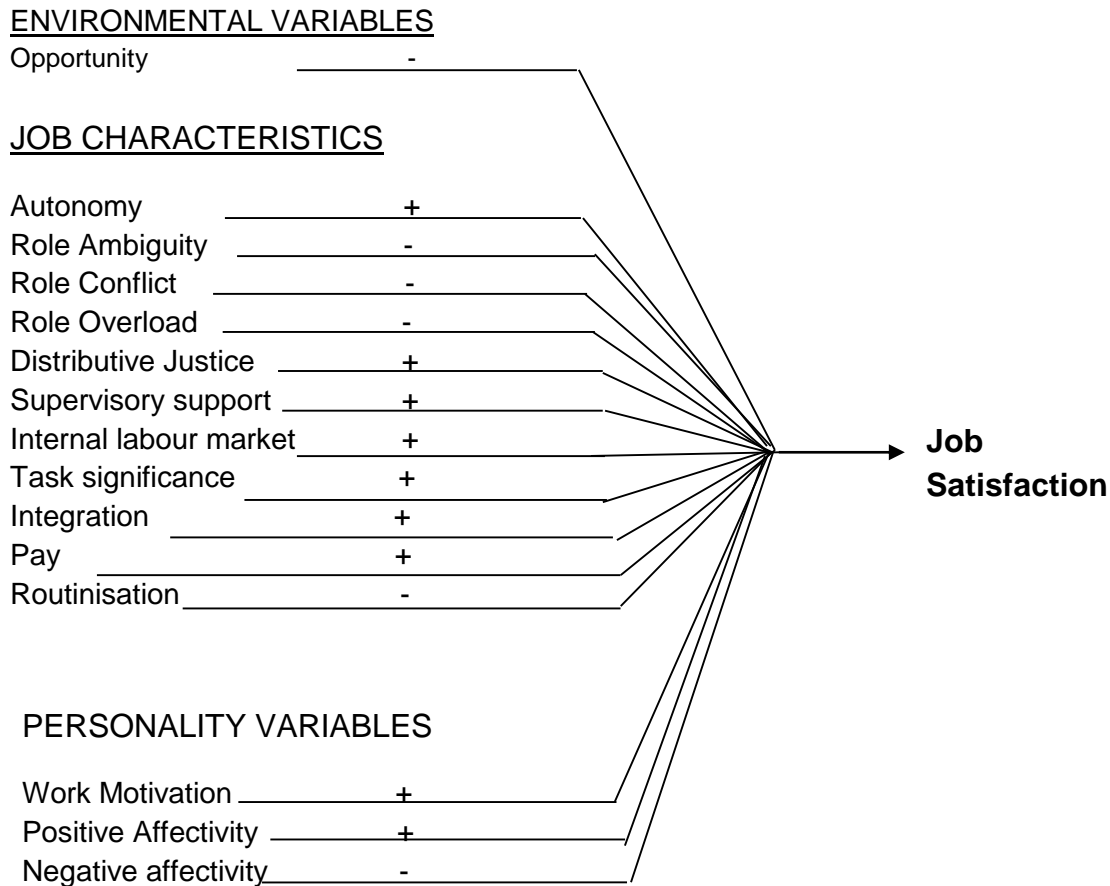 ENVIRONMENTAL VARIABLES
Opportunity -
JOB CHARACTERISTICS
Autonomy +
Role Ambiguity -
Role Conflict -
Role Overload -
Distributive Justice +
Supervisory support +
Internal labour market +
Task significance +
Integration +
Pay +
Routinisation -
Job
Satisfaction
PERSONALITY VARIABLES
Work Motivation +
Positive Affectivity +
Negative affectivity -